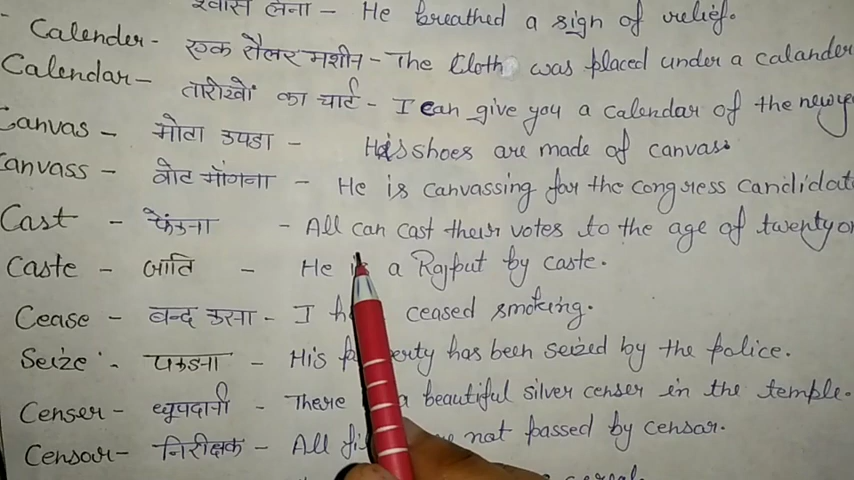 श्वास लेना - He breathed a sign of relief.
- Calender - एक रोलर मशीन - The Cloth was placed under a calander
Calendar - तारीखों का चार्ट - I can give you a calendar of the newye
Canvas - मोटा कपडा - His shoes are made of canvas.
Canvass - वोट माँगना - He is canvassing for the congress candidat
Cast - फेंकना - All can cast their votes to the age of twenty
Caste - जाति - He a Rajput by caste.
Cease - बन्द करना - I ceased smoking.
Seize - पकडना - His has been seized by the police.
Censer - धूपदानी - There a beautiful silver censer in the temple.
Censor - निरीक्षक - All not passed by censar.